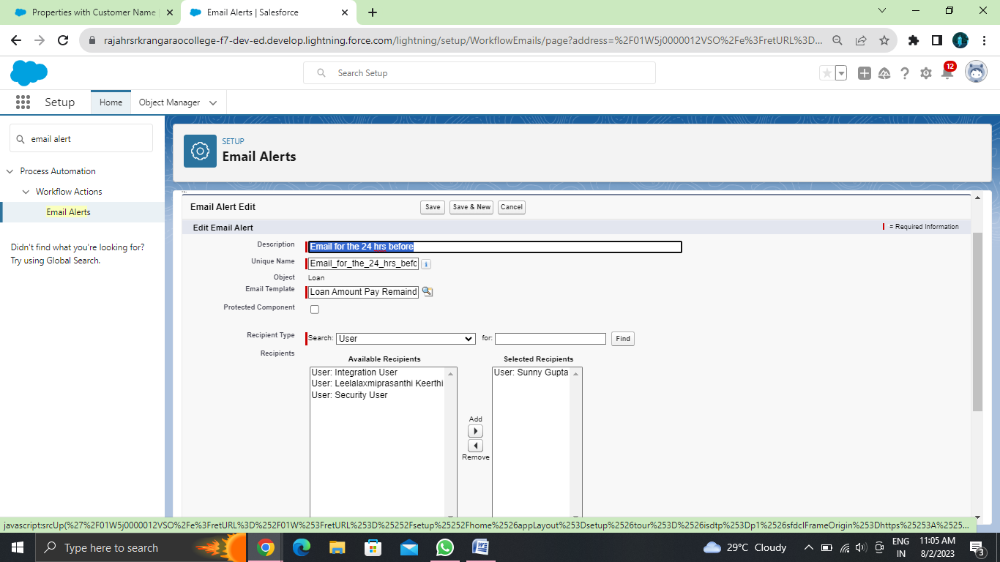 Properties with Customer Name
Email Alerts | Salesforce
rajahrsrkrangaraocollege-f7-dev-ed.develop.lightning.force.com/lightning/setup/WorkflowEmails/page?address=%2F01W5j0000012VSO%2Fe%3FretURL%3D...
Search Setup
12
Setup
Home
Object Manager
email alert
Process Automation
Workflow Actions
Email Alerts
Didn't find what you're looking for?
Try using Global Search.
SETUP
Email Alerts
Email Alert Edit
Save
Save & New
Cancel
Edit Email Alert
= Required Information
Description
Email for the 24 hrs before
Unique Name
Email_for_the_24_hrs_befo
Object
Loan
Email Template
Loan Amount Pay Remaind
Protected Component
Recipient Type
Search:
User
for:
Find
Recipients
Available Recipients
User: Integration User
User: Leelalaxmiprasanthi Keerthi
User: Security User
Add
Remove
Selected Recipients
User: Sunny Gupta
javascript:srcUp(%27%2F01W5j0000012VSO%2Fe%3FretURL%3D%252F01W%253FretURL%253D%25252Fsetup%25252Fhome%2526appLayout%253Dsetup%2526tour%253D%2526isdtp%253Dp1%2526sfdcIFrameOrigin%253Dhttps%25253A%2525...
Type here to search
29°C Cloudy
ENG
IN
11:05 AM
8/2/2023
3